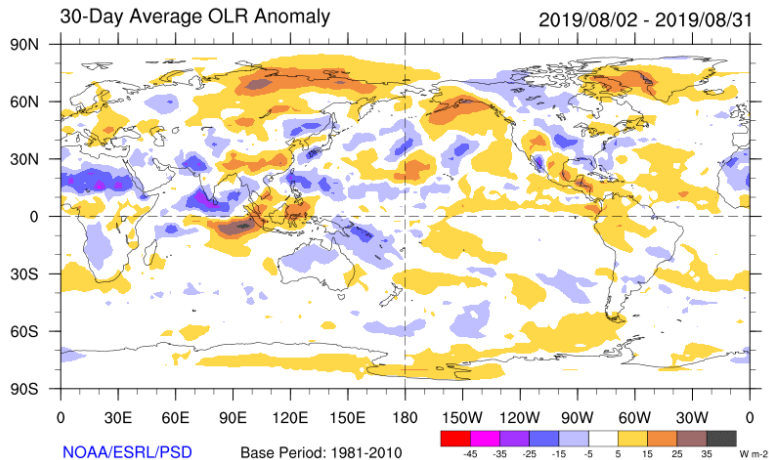 30-Day Average OLR Anomaly 2019/08/02 - 2019/08/31
90N
60N
30N
0
30S
60S
90S
0 30E 60E 90E 120E 150E 180 150W 120W 90W 60W 30W 0
-45 -35 -25 -15 -5 5 15 25 35 W m-2
NOAA/ESRL/PSD Base Period: 1981-2010